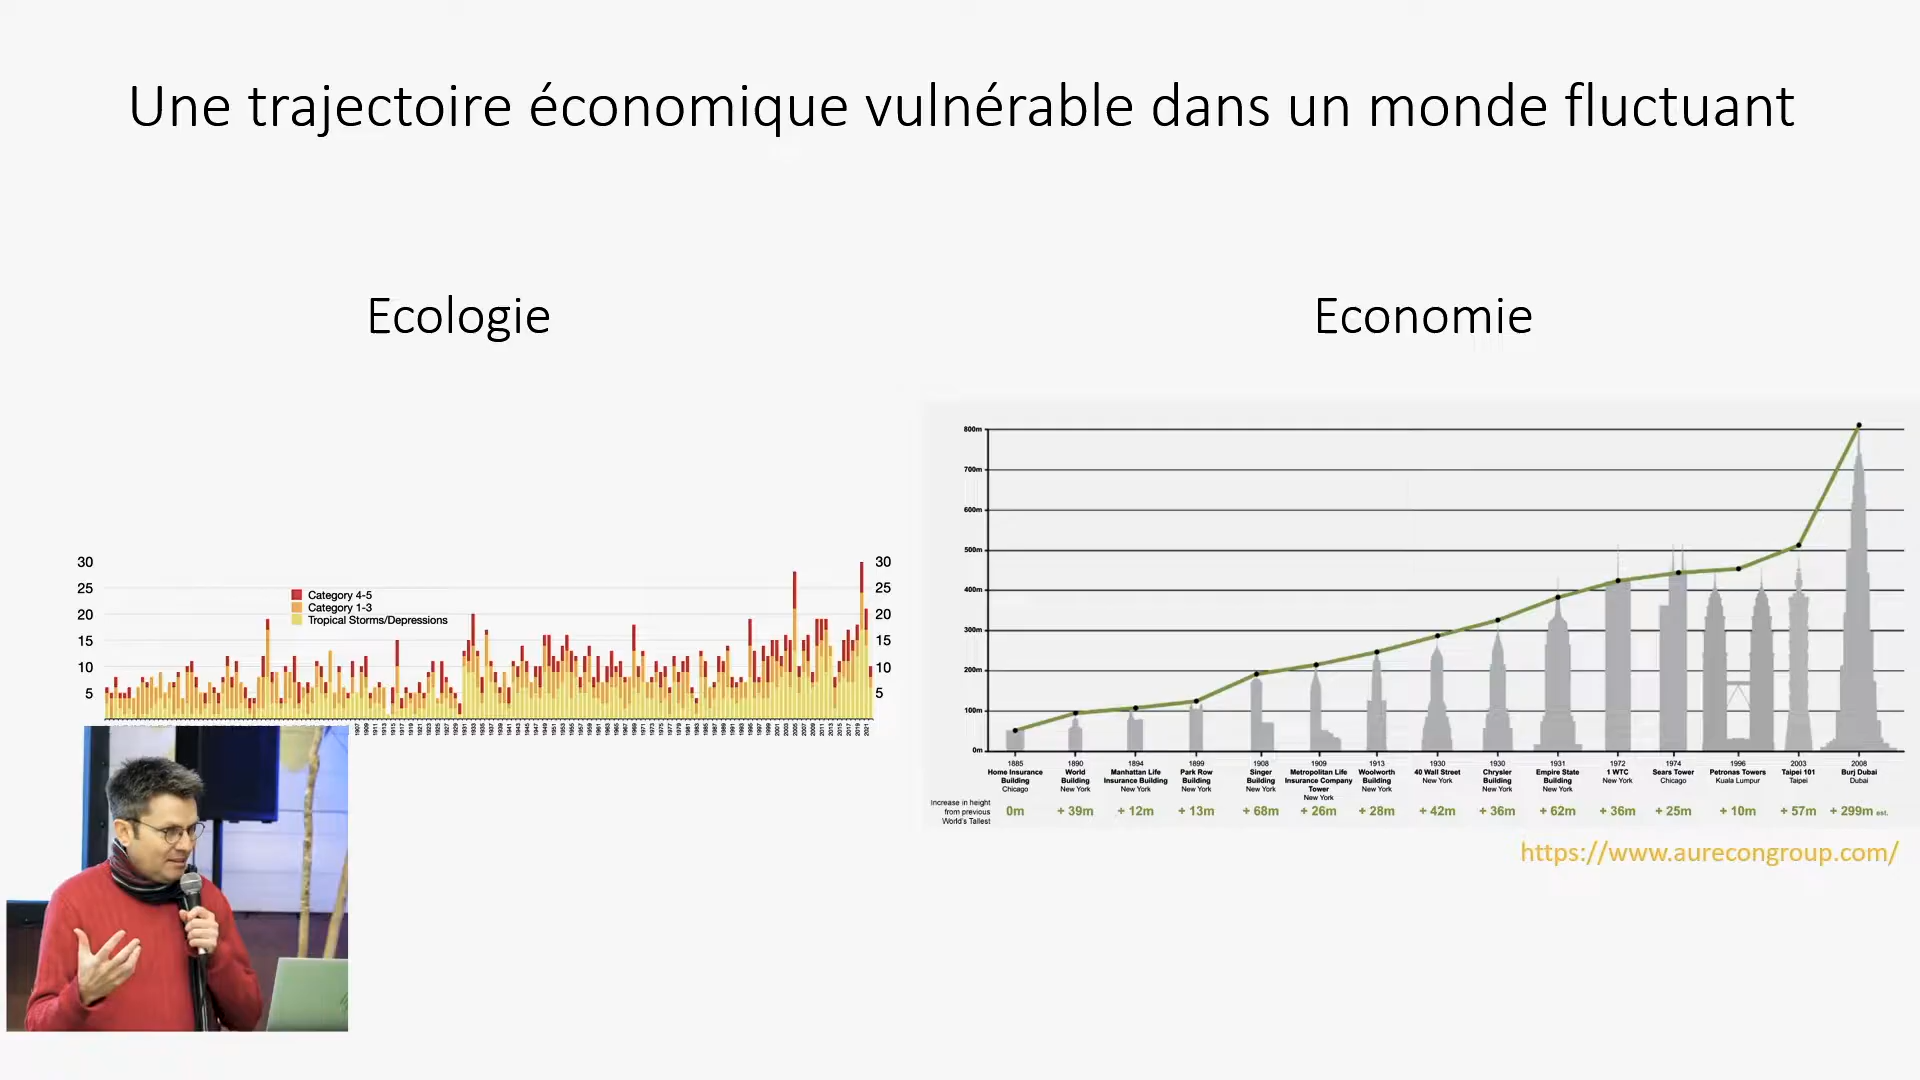 Une trajectoire économique vulnérable dans un monde fluctuant
Ecologie
Economie
30
25
20
15
10
5
Category 4-5
Category 1-3
Tropical Storms/Depressions
30
25
20
15
10
5
800m
700m
600m
500m
400m
300m
200m
100m
0m
1885
Home Insurance
Building
Chicago
1890
World
Building
New York
1894
Manhattan Life
Insurance Building
New York
1899
Park Row
Building
New York
1908
Singer
Building
New York
1909
Metropolitan Life
Insurance Company
Tower
New York
1913
Woolworth
Building
New York
1930
40 Wall Street
New York
1930
Chrysler
Building
New York
1931
Empire State
Building
New York
1972
1 WTC
New York
1974
Sears Tower
Chicago
1996
Petronas Towers
Kuala Lumpur
2003
Taipei 101
Taipei
2008
Burj Dubai
Dubai
Increase in height
from previous
World's Tallest
0m
+ 39m
+ 12m
+ 13m
+ 68m
+ 26m
+ 28m
+ 42m
+ 36m
+ 62m
+ 36m
+ 25m
+ 10m
+ 57m
+ 299m est.
https://www.aurecongroup.com/